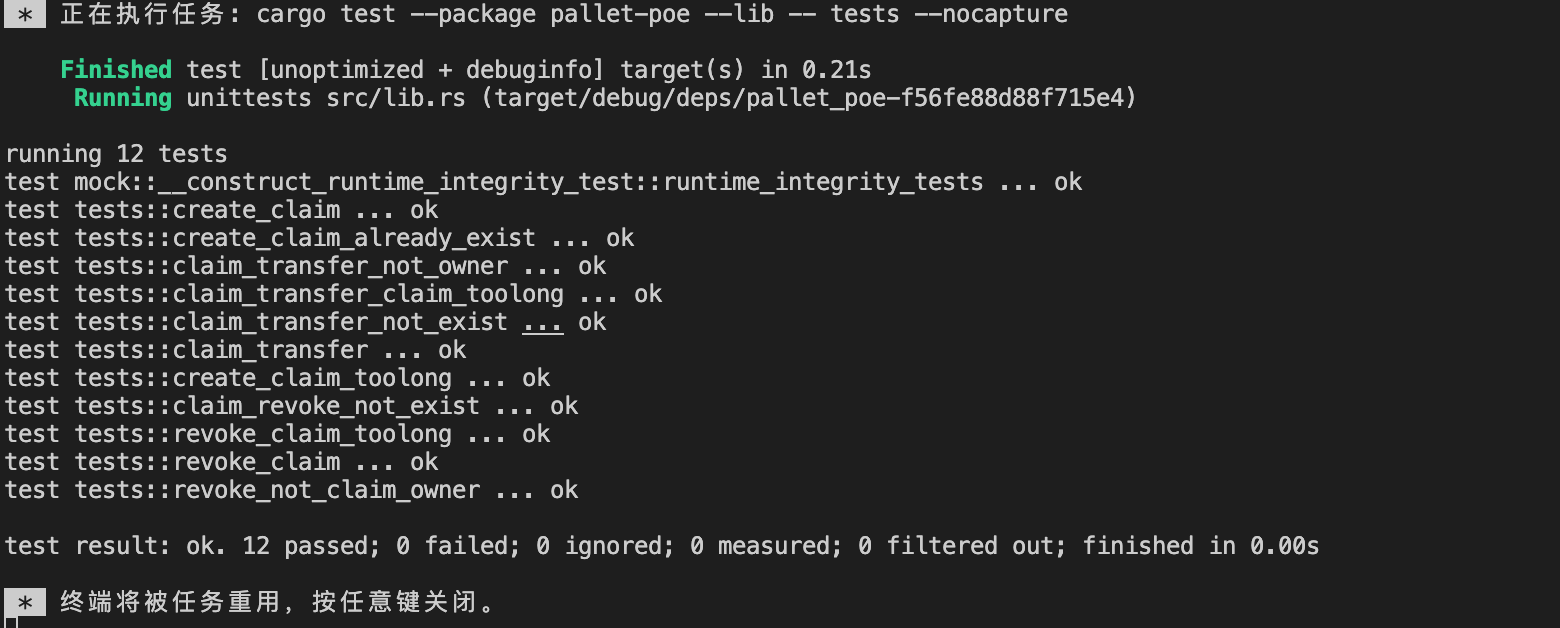 * 正在执行任务: cargo test --package pallet-poe --lib -- tests --nocapture
Finished test [unoptimized + debuginfo] target(s) in 0.21s
Running unittests src/lib.rs (target/debug/deps/pallet_poe-f56fe88d88f715e4)
running 12 tests
test mock::__construct_runtime_integrity_test::runtime_integrity_tests ... ok
test tests::create_claim ... ok
test tests::create_claim_already_exist ... ok
test tests::claim_transfer_not_owner ... ok
test tests::claim_transfer_claim_toolong ... ok
test tests::claim_transfer_not_exist ... ok
test tests::claim_transfer ... ok
test tests::create_claim_toolong ... ok
test tests::claim_revoke_not_exist ... ok
test tests::revoke_claim_toolong ... ok
test tests::revoke_claim ... ok
test tests::revoke_not_claim_owner ... ok
test result: ok. 12 passed; 0 failed; 0 ignored; 0 measured; 0 filtered out; finished in 0.00s
* 终端将被任务重用，按任意键关闭。